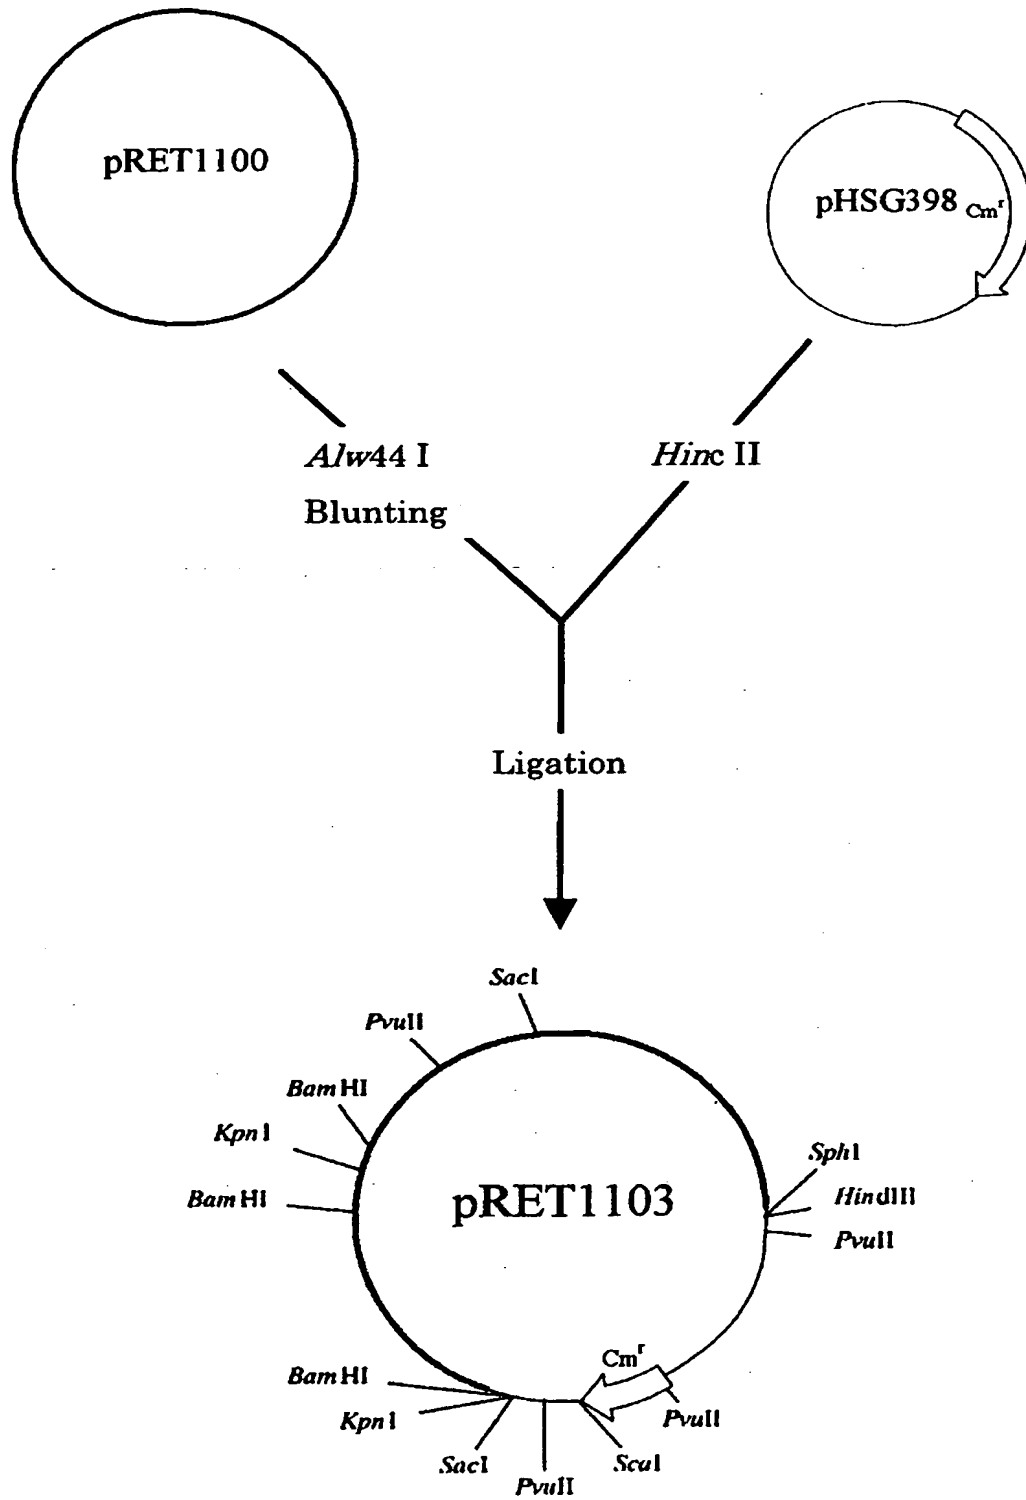 pRET1100
pHSG398 Cmʳ
Alw44 I
Blunting
Hinc II
Ligation
SacI
PvuII
BamHI
KpnI
BamHI
SphI
HindIII
PvuII
pRET1103
Cmʳ
BamHI
KpnI
SacI
PvuII
ScaI
PvuII